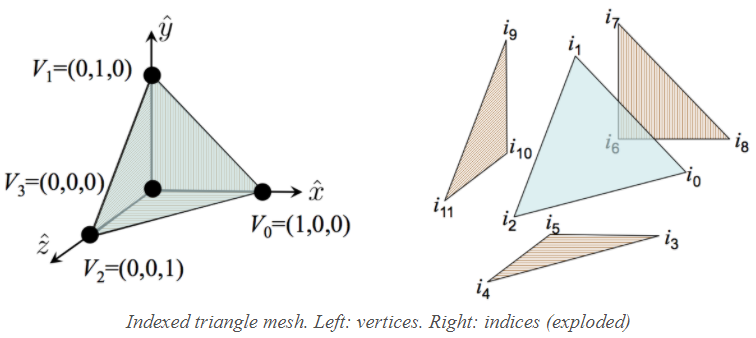 ŷ
V₁=(0,1,0)
V₃=(0,0,0)
x̂
V₀=(1,0,0)
ẑ
V₂=(0,0,1)
i₉
i₁₀
i₁₁
i₁
i₀
i₂
i₇
i₆
i₈
i₅
i₃
i₄
Indexed triangle mesh. Left: vertices. Right: indices (exploded)